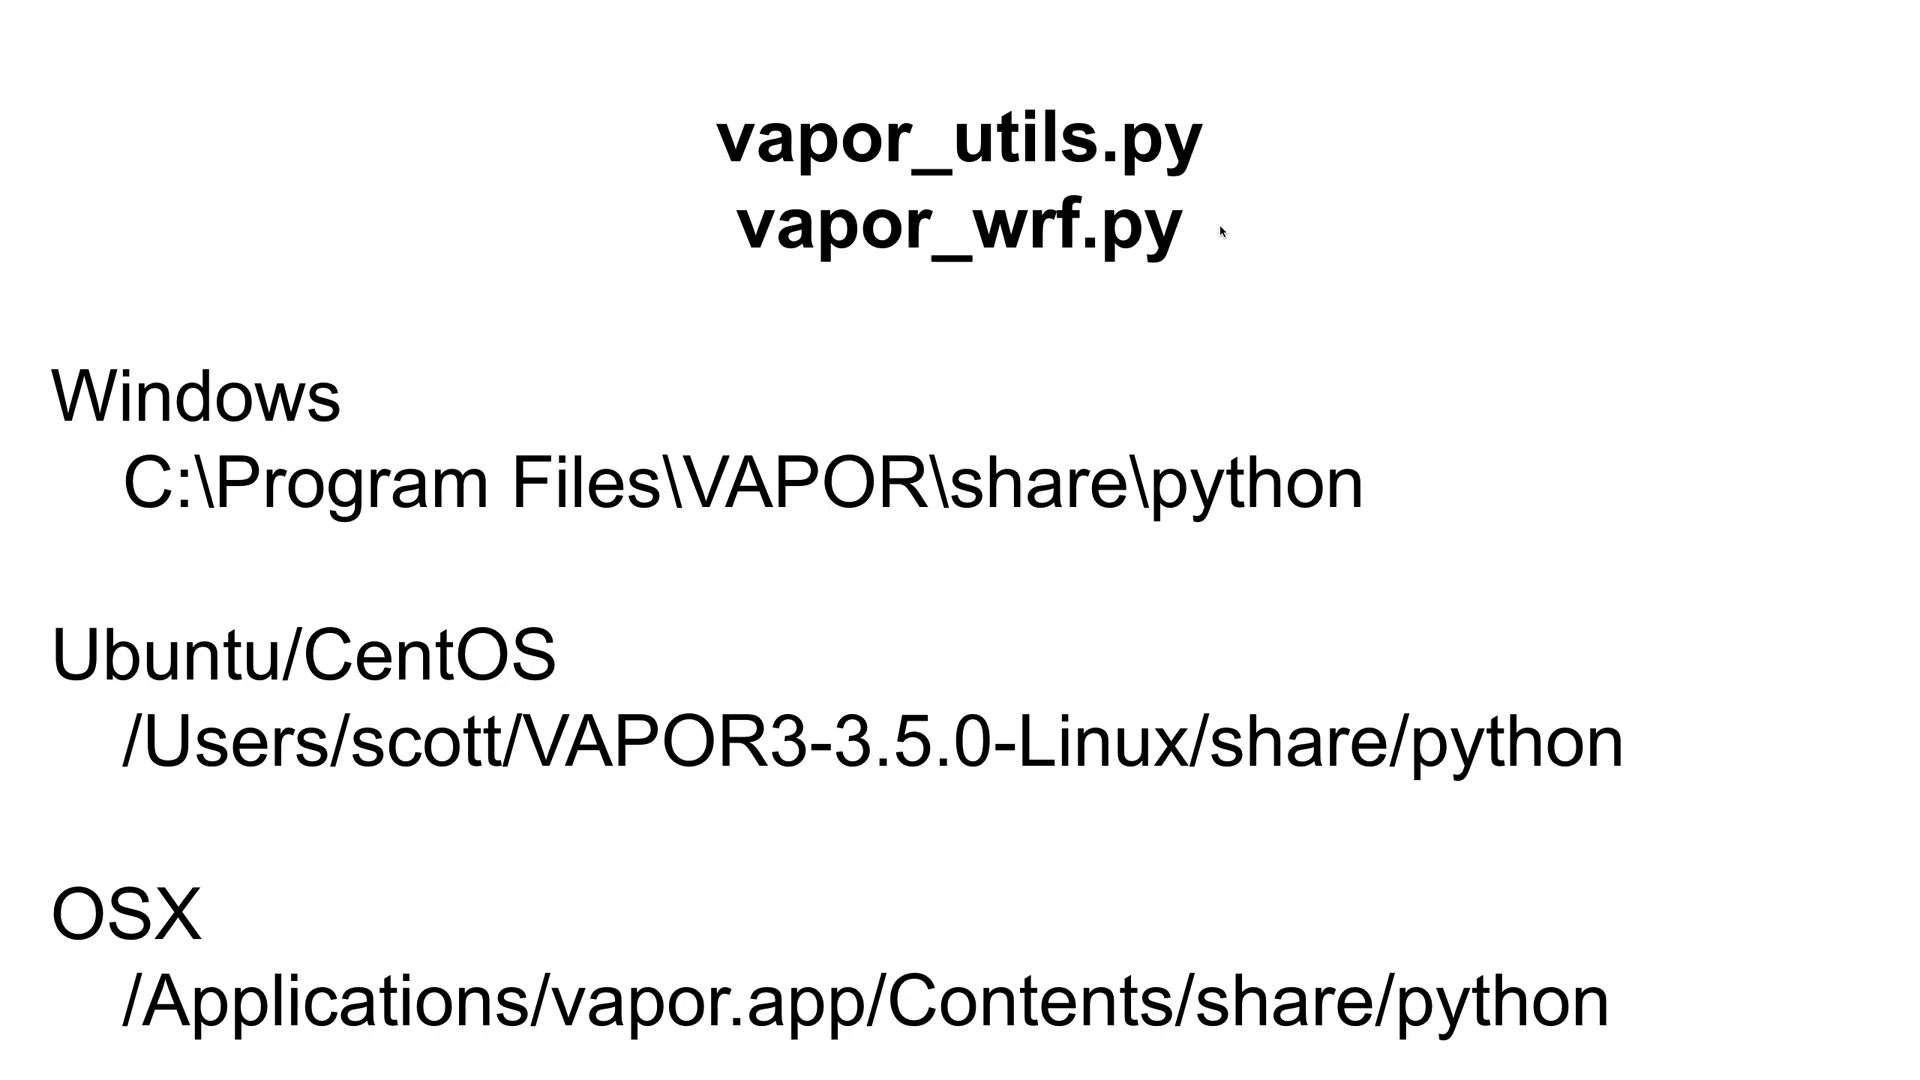 vapor_utils.py
vapor_wrf.py
Windows
C:\Program Files\VAPOR\share\python
Ubuntu/CentOS
/Users/scott/VAPOR3-3.5.0-Linux/share/python
OSX
/Applications/vapor.app/Contents/share/python